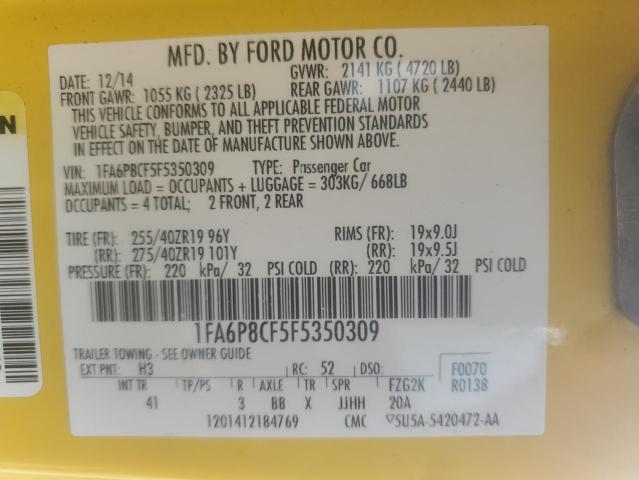 MFD. BY FORD MOTOR CO.
DATE: 12/14 GVWR: 2141 KG ( 4720 LB)
FRONT GAWR: 1055 KG ( 2325 LB) REAR GAWR: 1107 KG ( 2440 LB)
THIS VEHICLE CONFORMS TO ALL APPLICABLE FEDERAL MOTOR
VEHICLE SAFETY, BUMPER, AND THEFT PREVENTION STANDARDS
IN EFFECT ON THE DATE OF MANUFACTURE SHOWN ABOVE.
VIN: 1FA6P8CF5F5350309 TYPE: Passenger Car
MAXIMUM LOAD = OCCUPANTS + LUGGAGE = 303KG/ 668LB
OCCUPANTS = 4 TOTAL; 2 FRONT, 2 REAR
TIRE (FR): 255/40ZR19 96Y RIMS (FR): 19x9.0J
(RR): 275/40ZR19 101Y (RR): 19x9.5J
PRESSURE (FR): 220 kPa/ 32 PSI COLD (RR): 220 kPa/ 32 PSI COLD
1FA6P8CF5F5350309
TRAILER TOWING - SEE OWNER GUIDE
EXT PNT: H3 RC: 52 DSO: F0070
INT TR TP/PS R AXLE TR SPR FZG2K R0138
41 3 BB X JJHH 20A
1201412184769 CMC 5U5A-5420472-AA
N